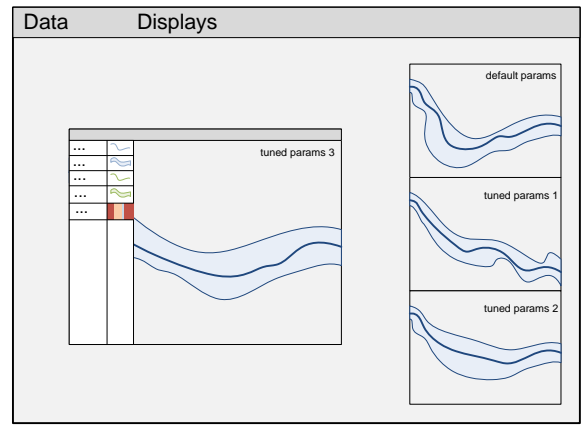 Data Displays
default params
tuned params 3
...
...
...
...
...
tuned params 1
tuned params 2